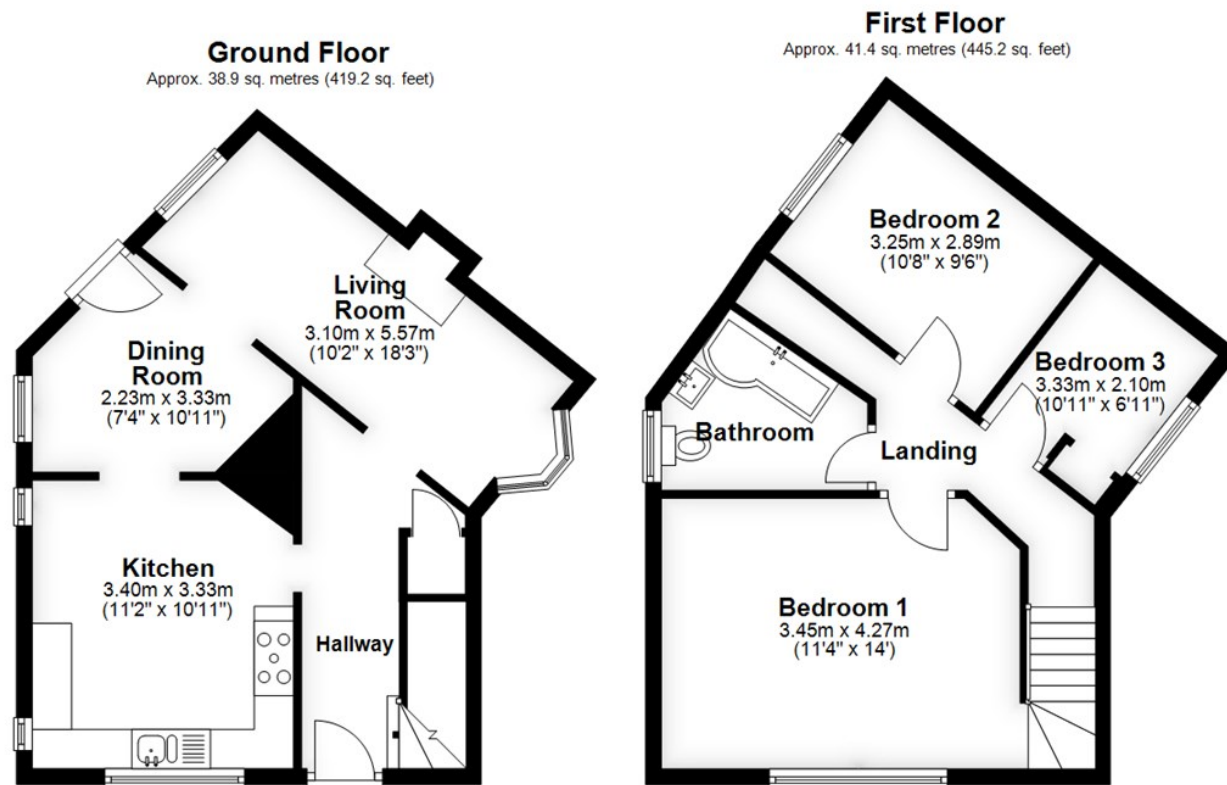 Ground Floor
Approx. 38.9 sq. metres (419.2 sq. feet)
Living
Room
3.10m x 5.57m
(10'2" x 18'3")
Dining
Room
2.23m x 3.33m
(7'4" x 10'11")
Kitchen
3.40m x 3.33m
(11'2" x 10'11")
Hallway
First Floor
Approx. 41.4 sq. metres (445.2 sq. feet)
Bedroom 2
3.25m x 2.89m
(10'8" x 9'6")
Bedroom 3
3.33m x 2.10m
(10'11" x 6'11")
Bathroom
Landing
Bedroom 1
3.45m x 4.27m
(11'4" x 14')